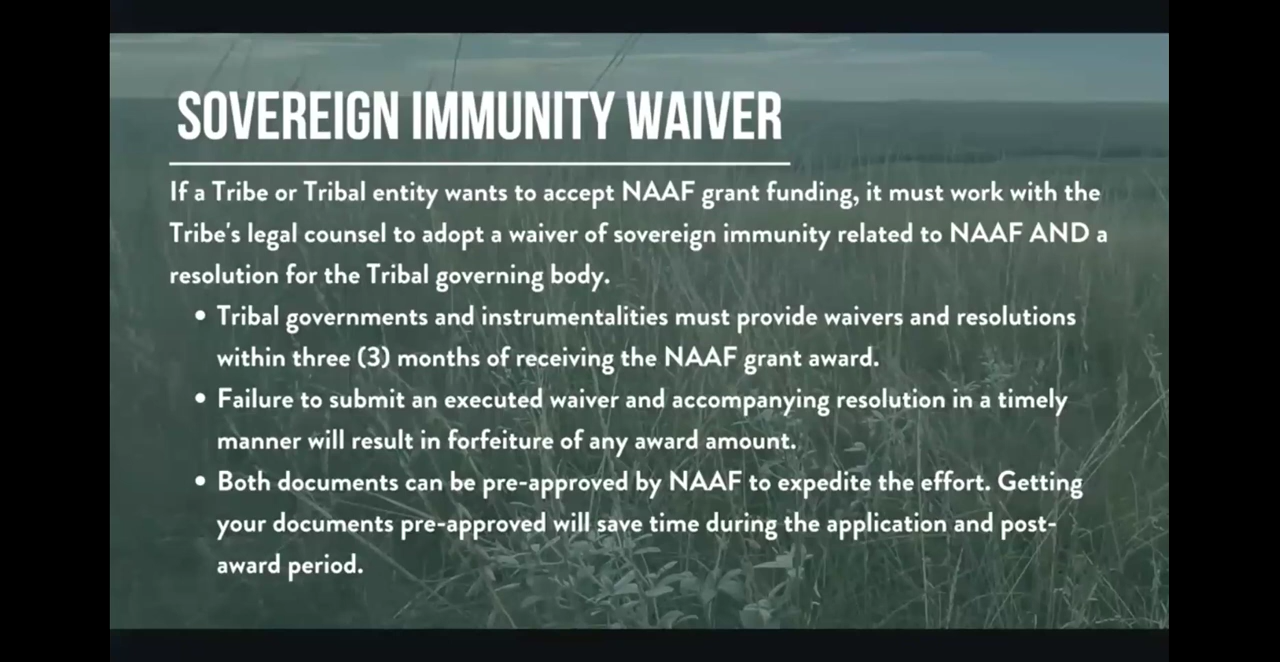 SOVEREIGN IMMUNITY WAIVER
If a Tribe or Tribal entity wants to accept NAAF grant funding, it must work with the
Tribe's legal counsel to adopt a waiver of sovereign immunity related to NAAF AND a
resolution for the Tribal governing body.
• Tribal governments and instrumentalities must provide waivers and resolutions
within three (3) months of receiving the NAAF grant award.
• Failure to submit an executed waiver and accompanying resolution in a timely
manner will result in forfeiture of any award amount.
• Both documents can be pre-approved by NAAF to expedite the effort. Getting
your documents pre-approved will save time during the application and post-
award period.